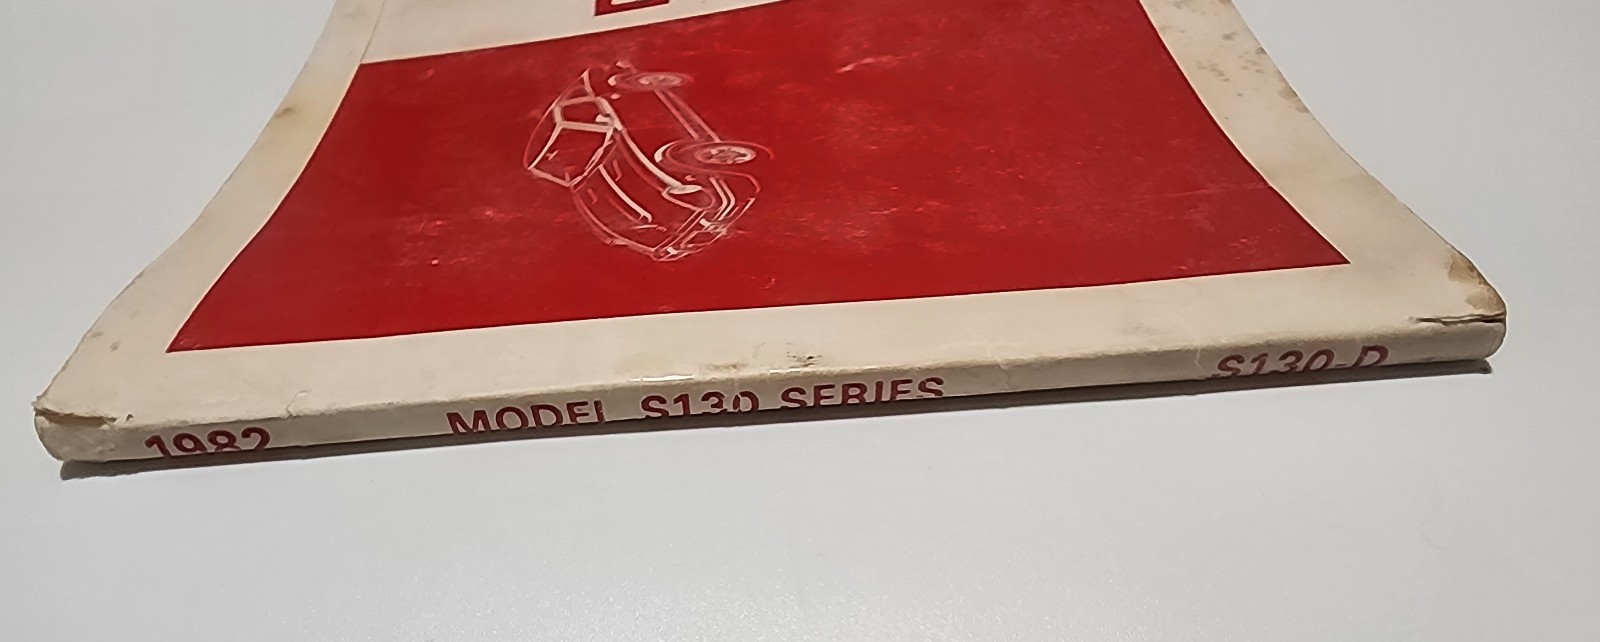 1982 MODEL S130 SERIES S130-D